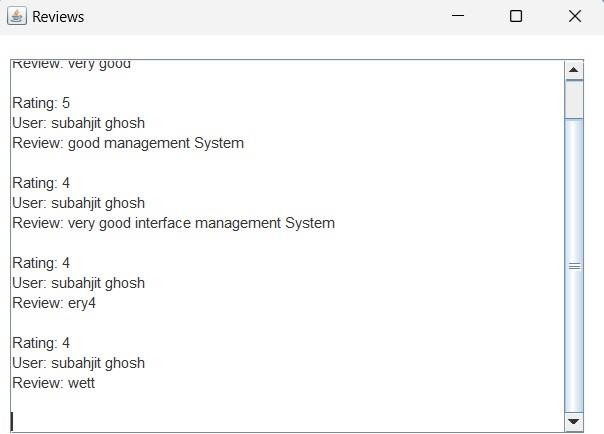 Reviews
Review: very good
Rating: 5
User: subahjit ghosh
Review: good management System
Rating: 4
User: subahjit ghosh
Review: very good interface management System
Rating: 4
User: subahjit ghosh
Review: ery4
Rating: 4
User: subahjit ghosh
Review: wett